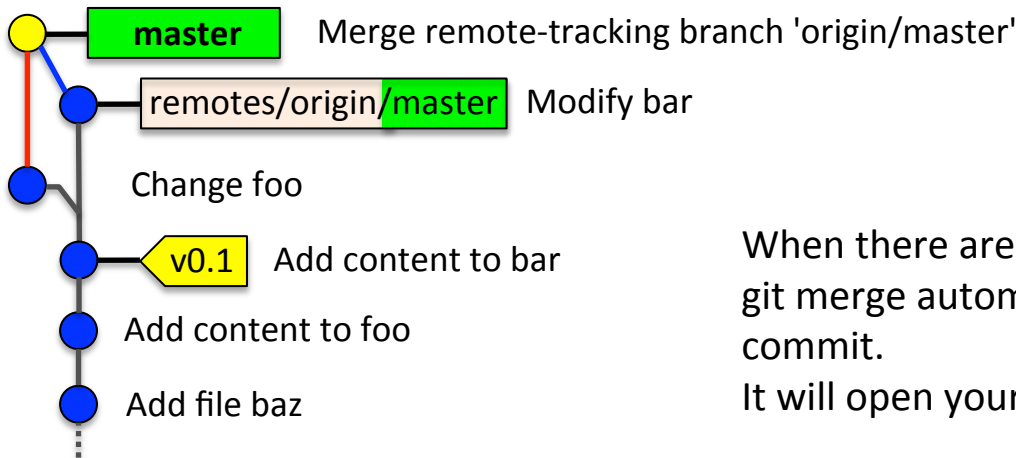 master Merge remote-tracking branch 'origin/master'
remotes/origin/master Modify bar
Change foo
v0.1 Add content to bar
Add content to foo
Add file baz
When there are
git merge autom
commit.
It will open your